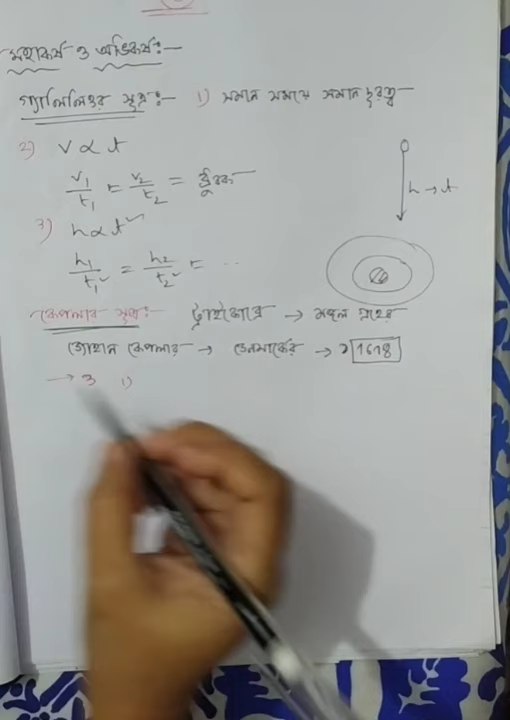 মহাকর্ষ ও অভিকর্ষঃ—
গ্যালিলিওর সূত্রঃ— ১) সমান সময়ে সমান দূরত্ব
2) v ∝ t
v₁/t₁ = v₂/t₂ = ধ্রুবক
h → t
3) h ∝ t²
h₁/t₁² = h₂/t₂² = ...
কেপলার সূত্রঃ— ট্রাইকোব্রে → মঙ্গল গ্রহের
জোহান কেপলার → ডেনমার্কের → 1618
→ 3 1)